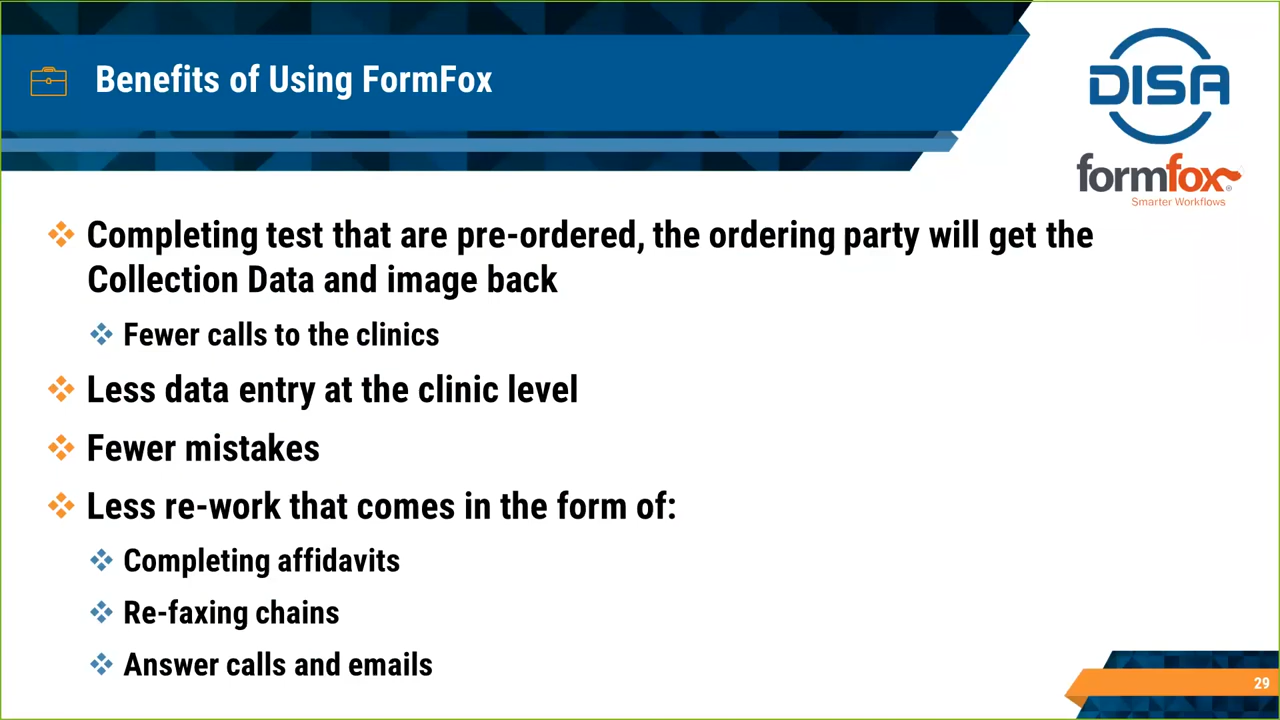 Benefits of Using FormFox
DISA
formfox®
Smarter Workflows
Completing test that are pre-ordered, the ordering party will get the
Collection Data and image back
Fewer calls to the clinics
Less data entry at the clinic level
Fewer mistakes
Less re-work that comes in the form of:
Completing affidavits
Re-faxing chains
Answer calls and emails
29